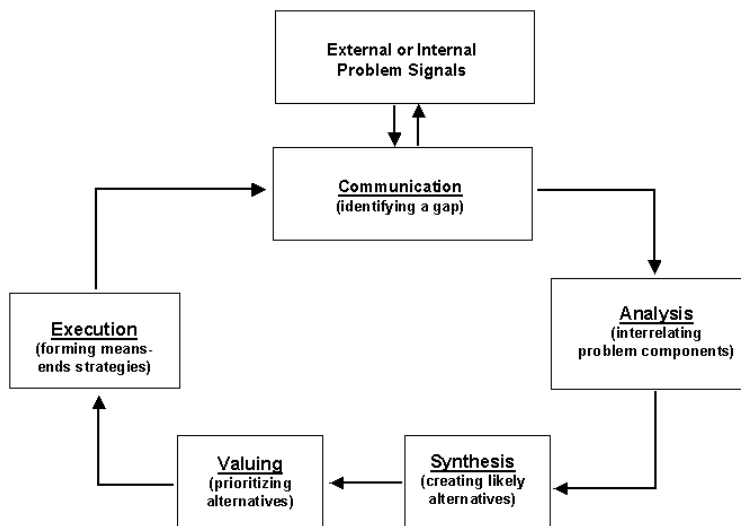 External or Internal
Problem Signals
Communication
(identifying a gap)
Analysis
(interrelating
problem components)
Synthesis
(creating likely
alternatives)
Valuing
(prioritizing
alternatives)
Execution
(forming means-
ends strategies)